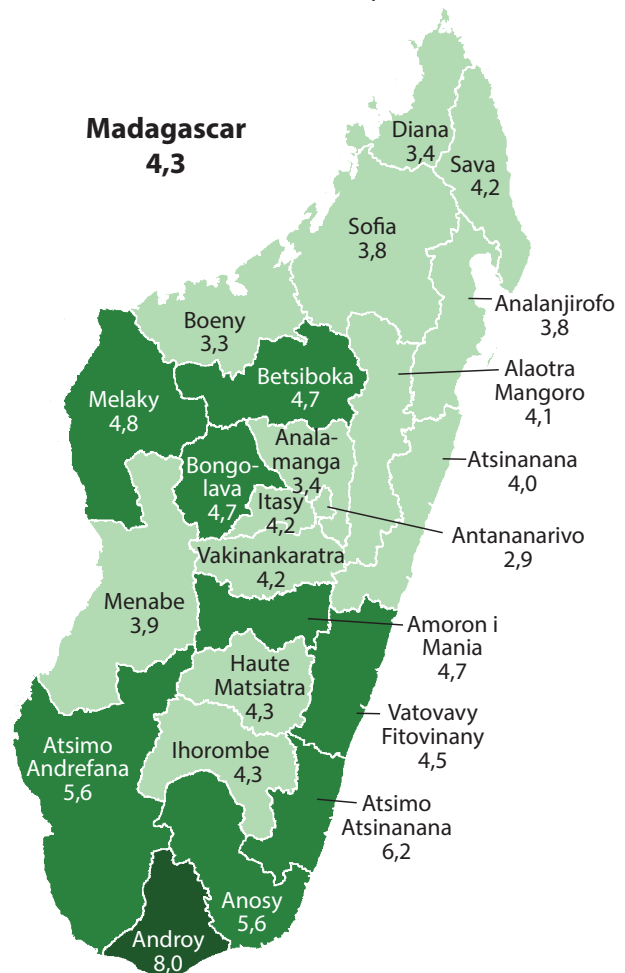 Madagascar
4,3
Diana
3,4
Sava
4,2
Sofia
3,8
Analanjirofo
3,8
Boeny
3,3
Betsiboka
4,7
Alaotra
Mangoro
4,1
Melaky
4,8
Anala-
manga
3,4
Atsinanana
4,0
Bongo-
lava
4,7
Itasy
4,2
Antananarivo
2,9
Vakinankaratra
4,2
Menabe
3,9
Amoron i
Mania
4,7
Haute
Matsiatra
4,3
Vatovavy
Fitovinany
4,5
Atsimo
Andrefana
5,6
Ihorombe
4,3
Atsimo
Atsinanana
6,2
Anosy
5,6
Androy
8,0